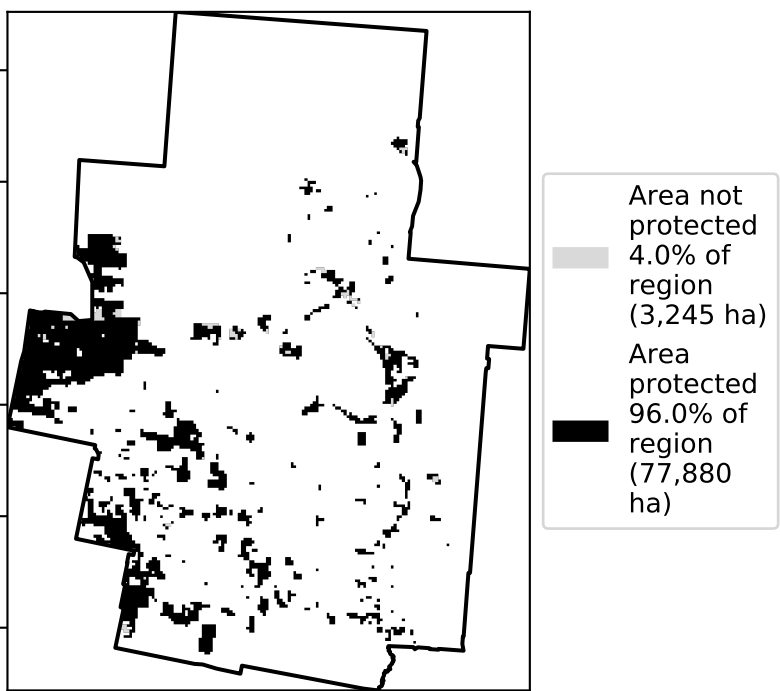 Area not
protected
4.0% of
region
(3,245 ha)
Area
protected
96.0% of
region
(77,880
ha)